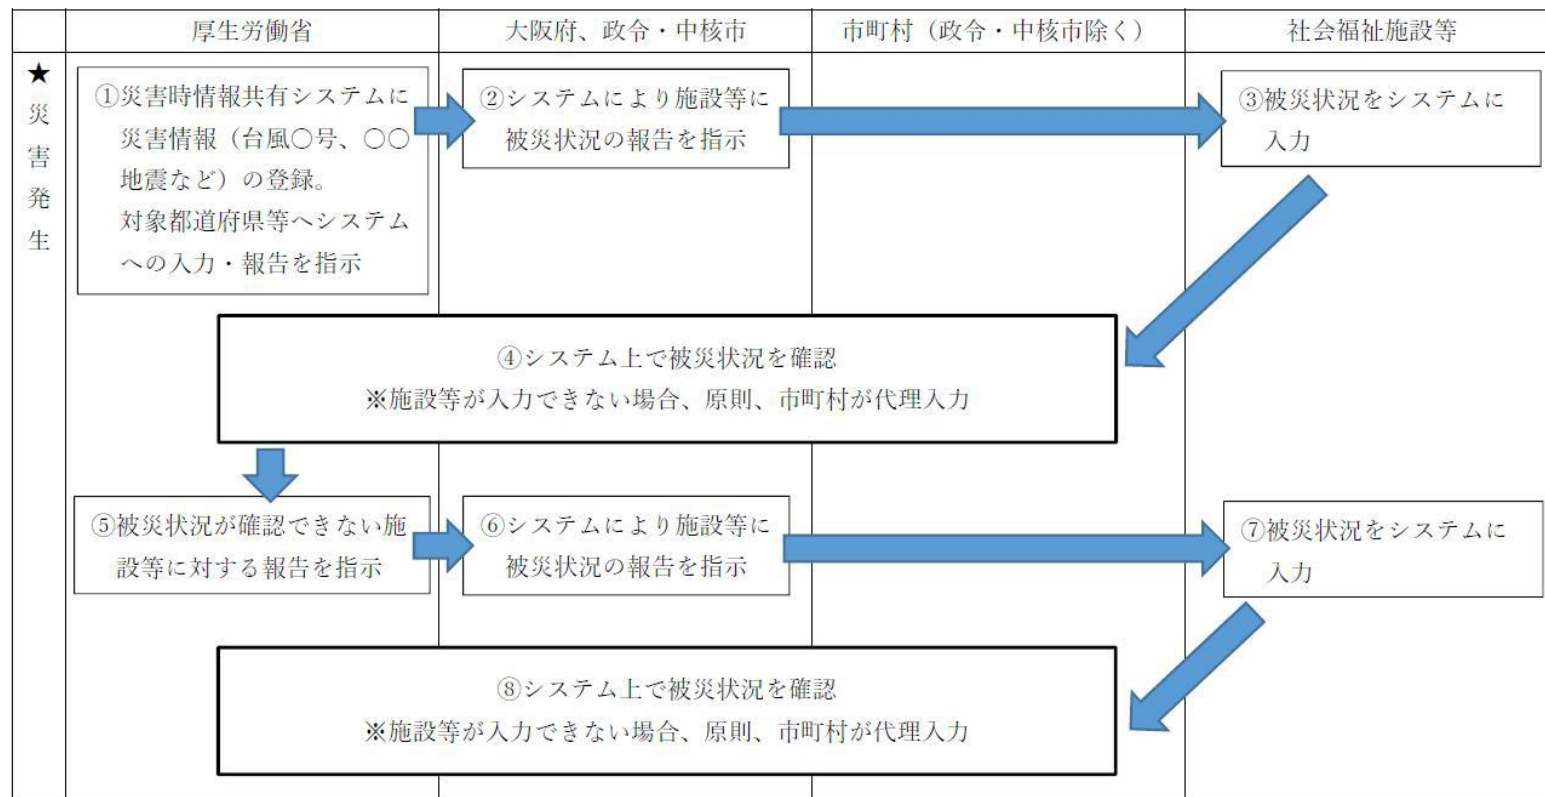 厚生労働省
大阪府、政令・中核市
市町村（政令・中核市除く）
社会福祉施設等
★災害発生
①災害時情報共有システムに
災害情報（台風〇号、〇〇
地震など）の登録。
対象都道府県等へシステム
への入力・報告を指示
②システムにより施設等に
被災状況の報告を指示
③被災状況をシステムに
入力
④システム上で被災状況を確認
※施設等が入力できない場合、原則、市町村が代理入力
⑤被災状況が確認できない施
設等に対する報告を指示
⑥システムにより施設等に
被災状況の報告を指示
⑦被災状況をシステムに
入力
⑧システム上で被災状況を確認
※施設等が入力できない場合、原則、市町村が代理入力